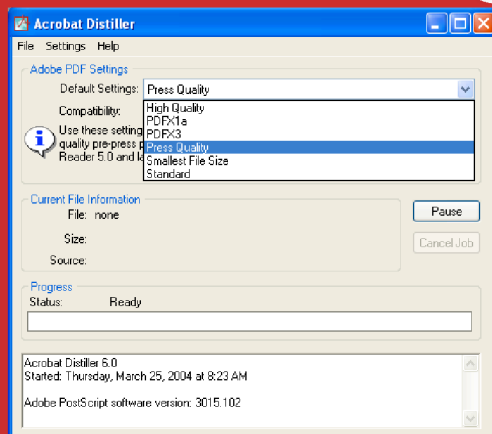 Acrobat Distiller
File Settings Help
Adobe PDF Settings
Default Settings: Press Quality
Compatibility:
High Quality
PDFX1a
PDFX3
Press Quality
Smallest File Size
Standard
Use these setting
quality pre-press p
Reader 5.0 and l
Current File Information
File: none
Size:
Source:
Pause
Cancel Job
Progress
Status: Ready
Acrobat Distiller 6.0
Started: Thursday, March 25, 2004 at 8:23 AM
Adobe PostScript software version: 3015.102